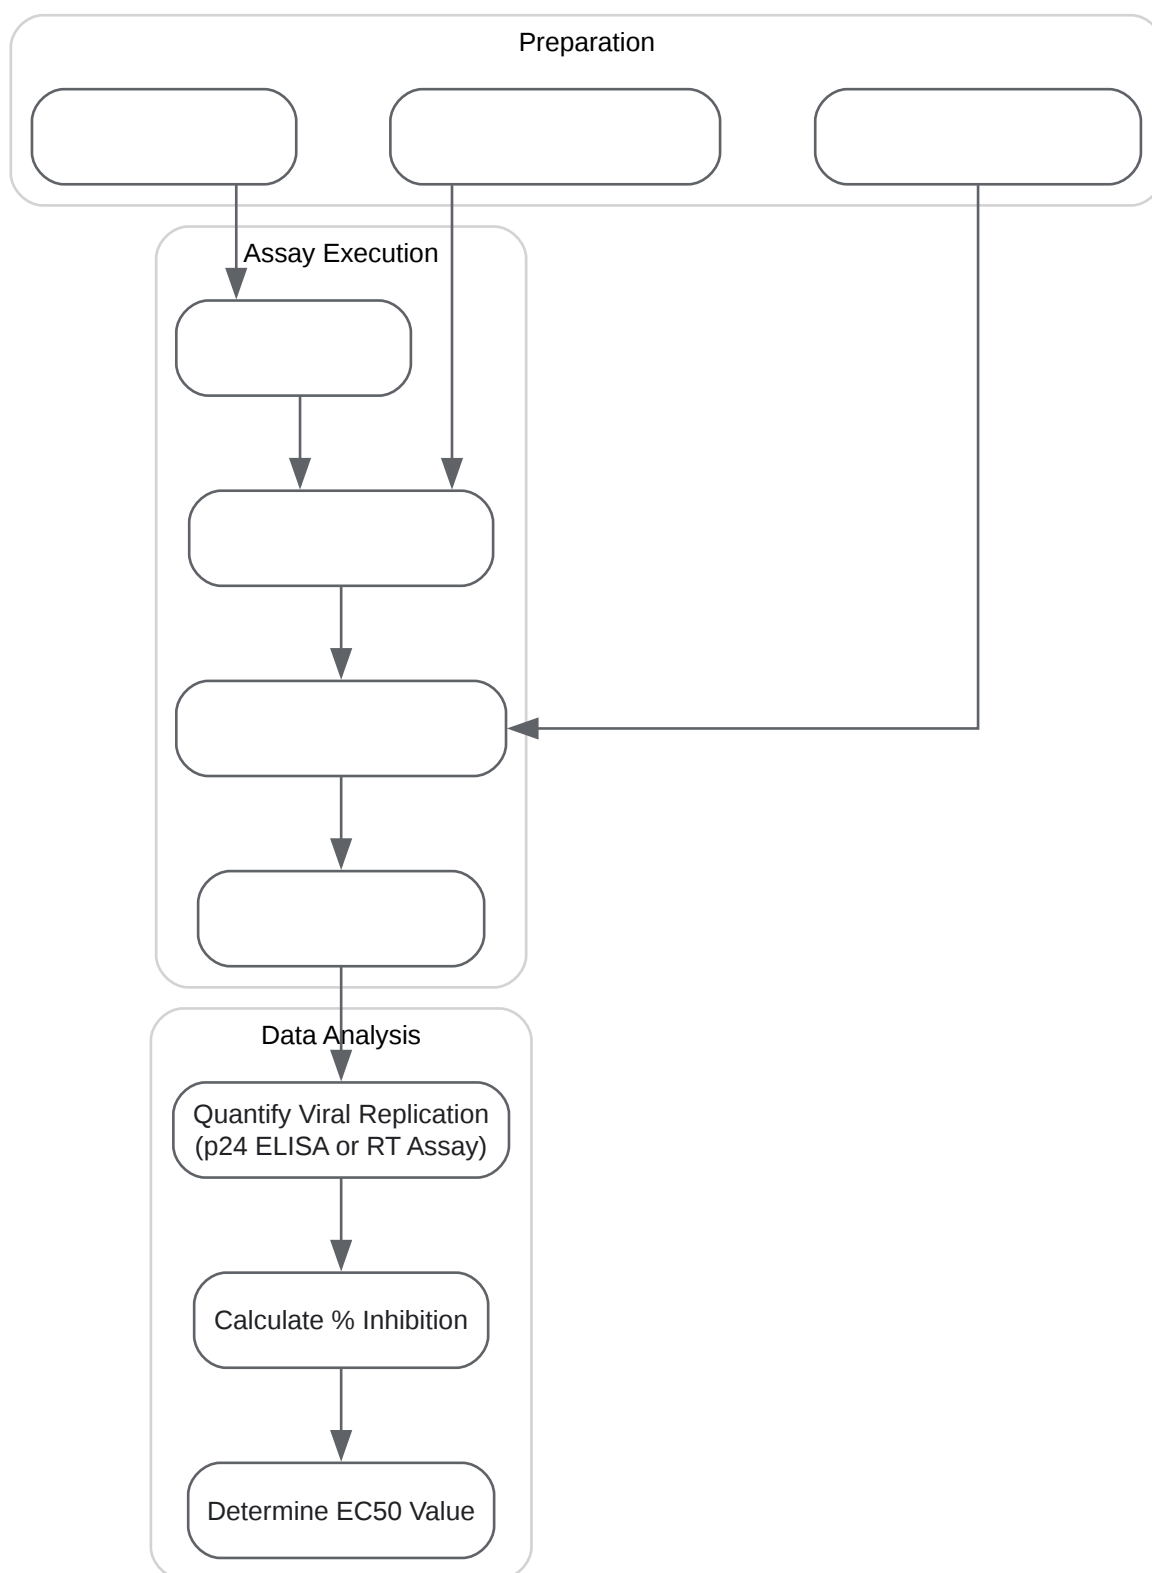 Preparation
Assay Execution
Data Analysis
Quantify Viral Replication
(p24 ELISA or RT Assay)
Calculate % Inhibition
Determine EC50 Value